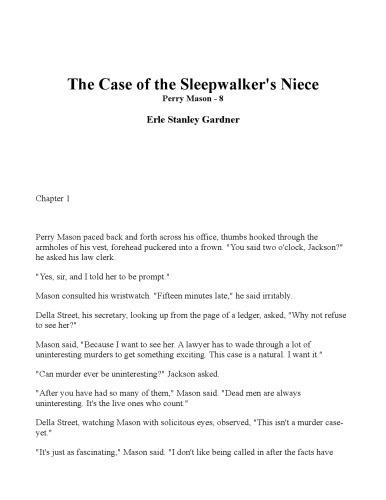 The Case of the Sleepwalker's Niece
Perry Mason - 8
Erle Stanley Gardner
Chapter 1
Perry Mason paced back and forth across his office, thumbs hooked through the
armholes of his vest, forehead puckered into a frown. "You said two o'clock, Jackson?"
he asked his law clerk.
"Yes, sir, and I told her to be prompt."
Mason consulted his wristwatch. "Fifteen minutes late," he said irritably.
Della Street, his secretary, looking up from the page of a ledger, asked, "Why not refuse
to see her?"
Mason said, "Because I want to see her. A lawyer has to wade through a lot of
uninteresting murders to get something exciting. This case is a natural. I want it."
"Can murder ever be uninteresting?" Jackson asked.
"After you have had so many of them," Mason said. "Dead men are always
uninteresting. It's the live ones who count."
Della Street, watching Mason with solicitous eyes, observed, "This isn't a murder case-
yet."
"It's just as fascinating," Mason said. "I don't like being called in after the facts have